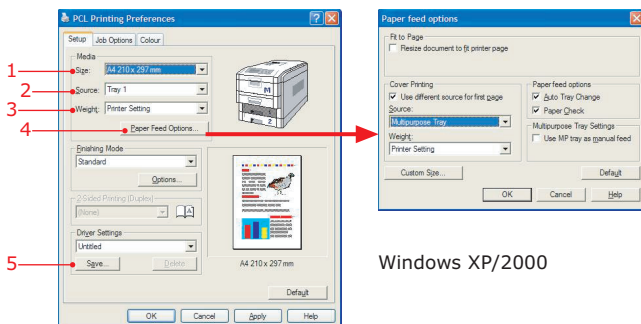 PCL Printing Preferences
Setup Job Options Colour
Media
1 Size: A4 210 x 297 mm
2 Source: Tray 1
3 Weight: Printer Setting
4 Paper Feed Options...
M
2
Finishing Mode
Standard
Options...
2 Sided Printing (Duplex)
(None)
A
Driver Settings
Untitled
5 Save... Delete
A4 210 x 297 mm
Default
OK Cancel Apply Help
Paper feed options
Fit to Page
Resize document to fit printer page
Cover Printing
Use different source for first page
Source:
Multipurpose Tray
Weight:
Printer Setting
Paper feed options
Auto Tray Change
Paper Check
Multipurpose Tray Settings
Use MP tray as manual feed
Custom Size... Default
OK Cancel Help
Windows XP/2000